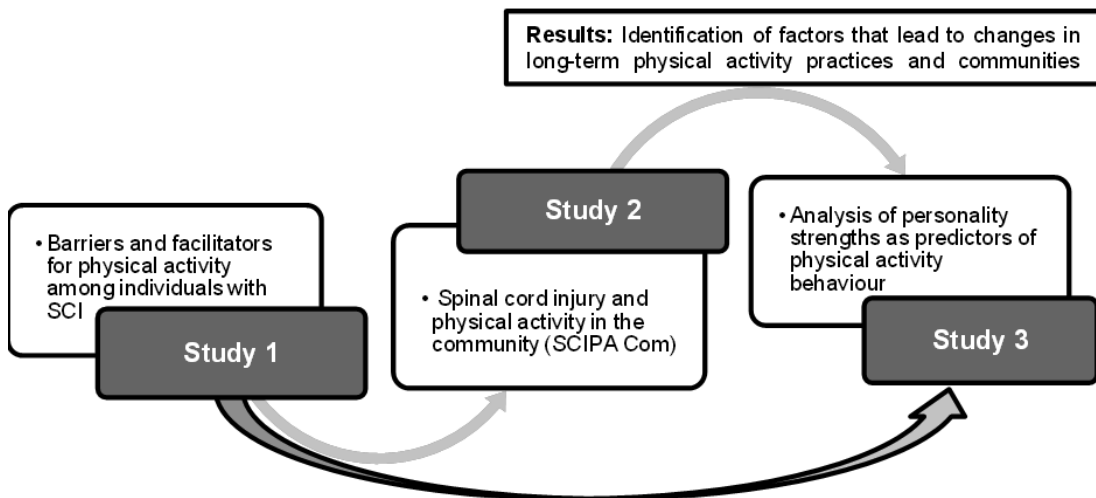 Results: Identification of factors that lead to changes in
long-term physical activity practices and communities
• Barriers and facilitators
for physical activity
among individuals with
SCI
Study 1
Study 2
• Spinal cord injury and
physical activity in the
community (SCIPA Com)
• Analysis of personality
strengths as predictors of
physical activity
behaviour
Study 3